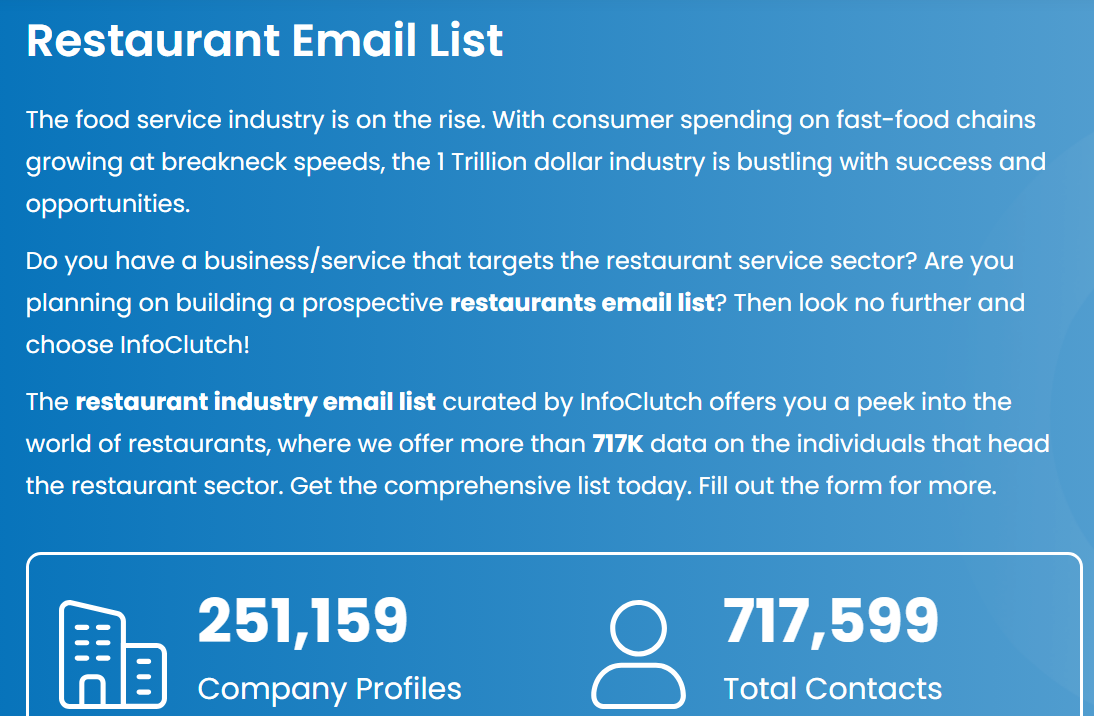 Restaurant Email List
The food service industry is on the rise. With consumer spending on fast-food chains
growing at breakneck speeds, the 1 Trillion dollar industry is bustling with success and
opportunities.
Do you have a business/service that targets the restaurant service sector? Are you
planning on building a prospective restaurants email list? Then look no further and
choose InfoClutch!
The restaurant industry email list curated by InfoClutch offers you a peek into the
world of restaurants, where we offer more than 717K data on the individuals that head
the restaurant sector. Get the comprehensive list today. Fill out the form for more.
251,159
Company Profiles
717,599
Total Contacts